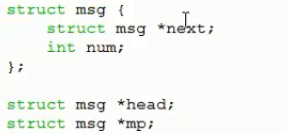 struct msg {
    struct msg *next;
    int num;
};

struct msg *head;
struct msg *mp;